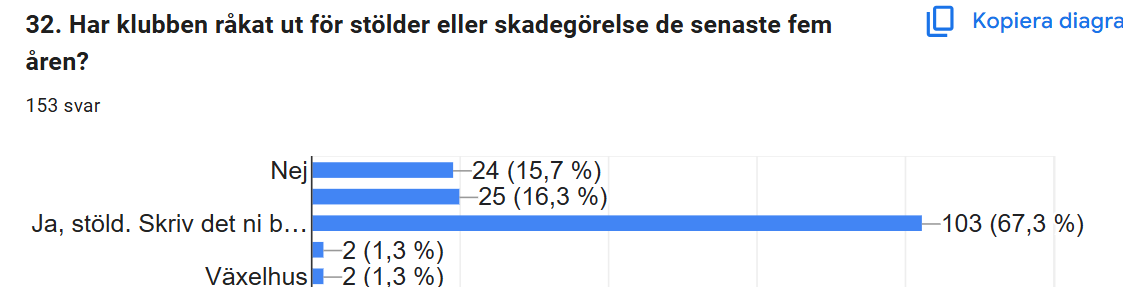 32. Har klubben råkat ut för stölder eller skadegörelse de senaste fem
åren?
Kopiera diagra
153 svar
Nej 24 (15,7 %)
25 (16,3 %)
Ja, stöld. Skriv det ni b… 103 (67,3 %)
2 (1,3 %)
Växelhus 2 (1,3 %)